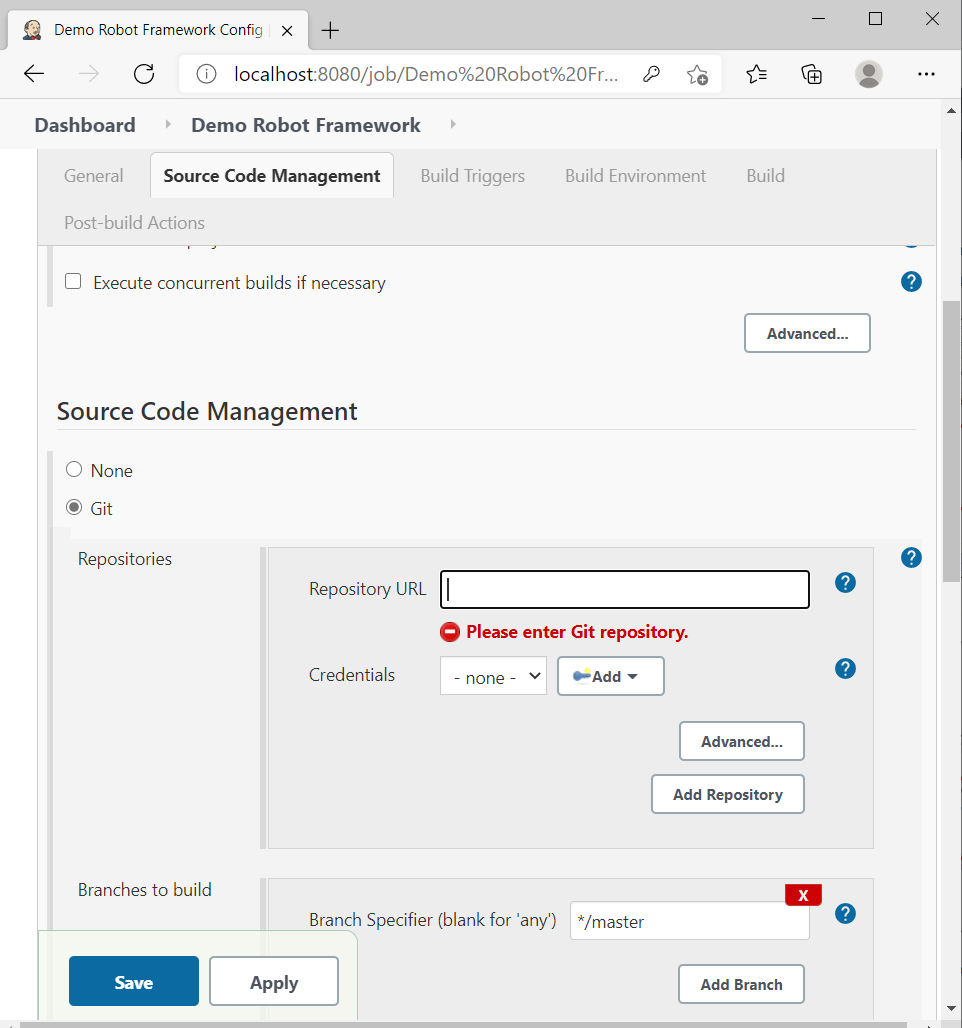 Demo Robot Framework Config
localhost:8080/job/Demo%20Robot%20Fr...
Dashboard Demo Robot Framework
General Source Code Management Build Triggers Build Environment Build
Post-build Actions
Execute concurrent builds if necessary ?
Advanced...
Source Code Management
None
Git
Repositories ?
Repository URL ?
Please enter Git repository.
Credentials - none - Add ?
Advanced...
Add Repository
Branches to build X
Branch Specifier (blank for 'any') */master ?
Save Apply Add Branch